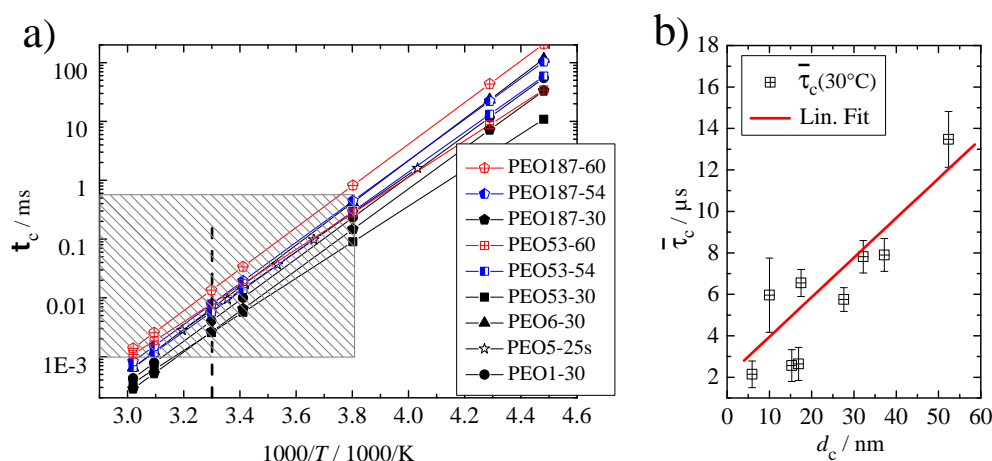 a)
t_c / ms
100
10
1
0.1
0.01
1E-3
3.0 3.2 3.4 3.6 3.8 4.0 4.2 4.4 4.6
1000/T / 1000/K
PEO187-60
PEO187-54
PEO187-30
PEO53-60
PEO53-54
PEO53-30
PEO6-30
PEO5-25s
PEO1-30
b)
τ̄_c / μs
18
16
14
12
10
8
6
4
2
0 10 20 30 40 50 60
d_c / nm
τ̄_c(30°C)
Lin. Fit